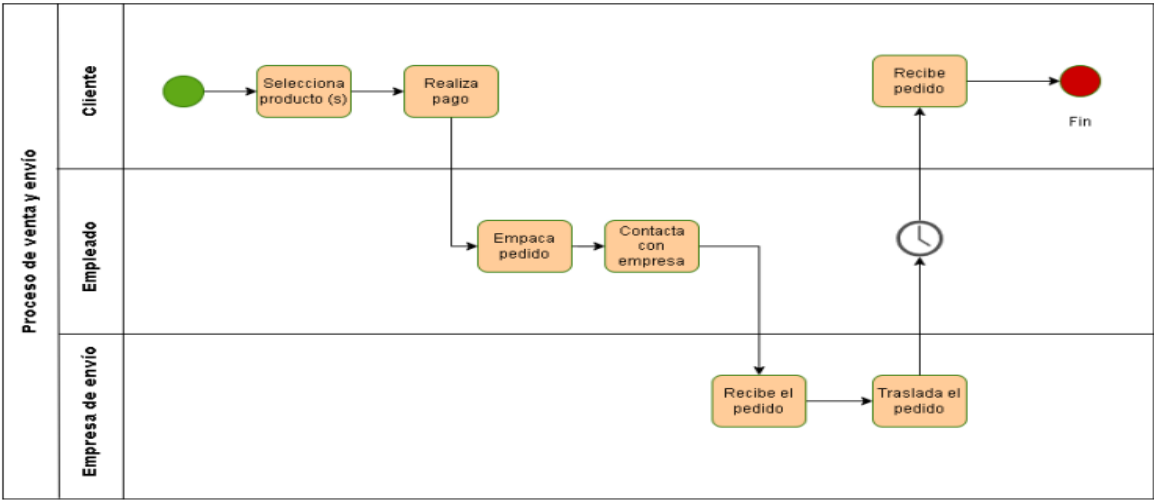 Proceso de venta y envío
Cliente
Selecciona
producto (s)
Realiza
pago
Recibe
pedido
Fin
Empleado
Empaca
pedido
Contacta
con
empresa
Empresa de envío
Recibe el
pedido
Traslada el
pedido